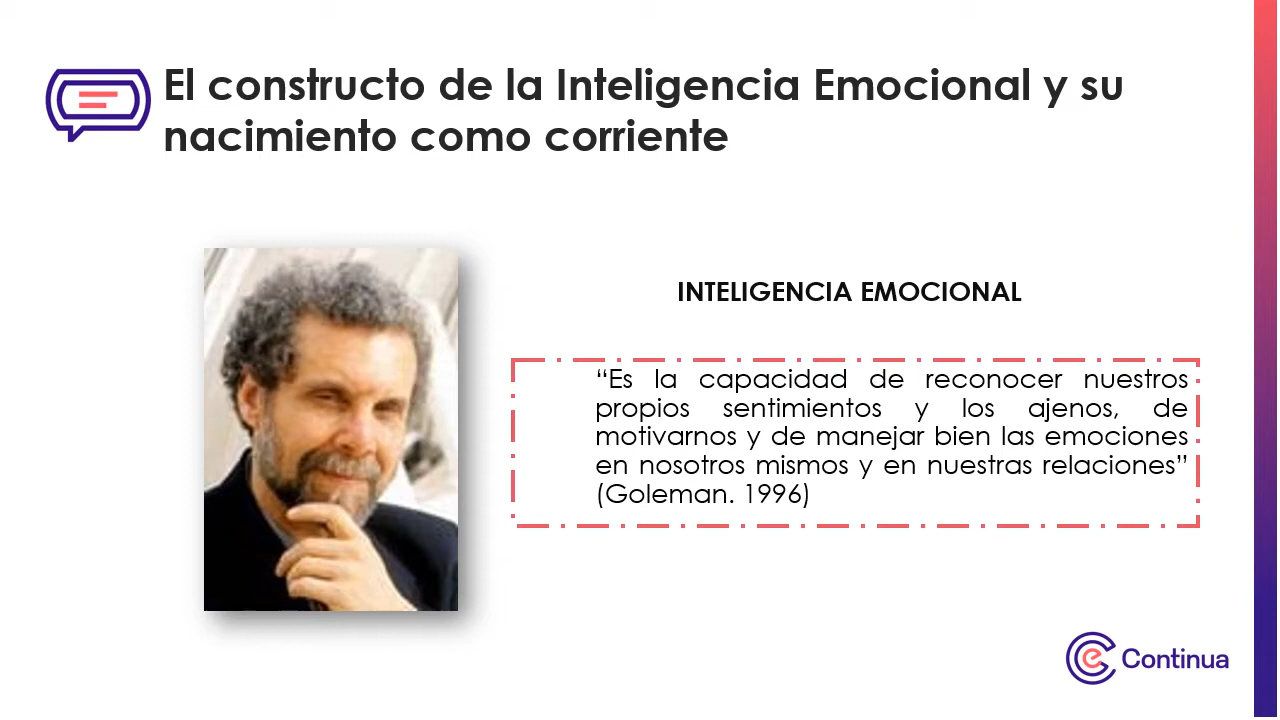 El constructo de la Inteligencia Emocional y su
nacimiento como corriente
INTELIGENCIA EMOCIONAL
“Es la capacidad de reconocer nuestros
propios sentimientos y los ajenos, de
motivarnos y de manejar bien las emociones
en nosotros mismos y en nuestras relaciones”
(Goleman. 1996)
Continua